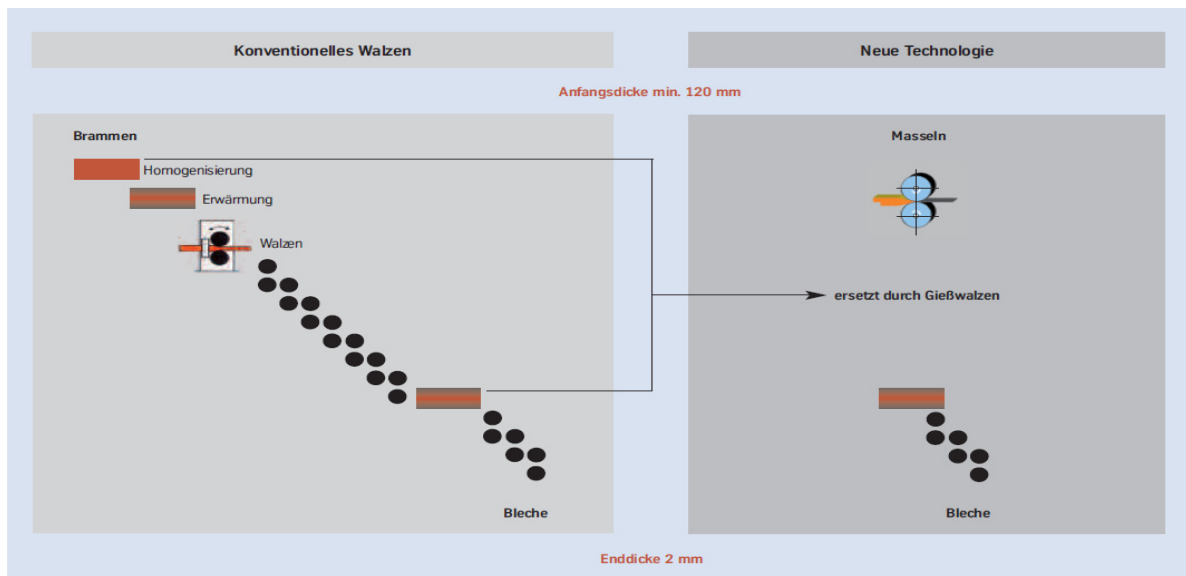 Konventionelles Walzen
Neue Technologie
Anfangsdicke min. 120 mm
Brammen
Masseln
Homogenisierung
Erwärmung
Walzen
ersetzt durch Gießwalzen
Bleche
Bleche
Enddicke 2 mm